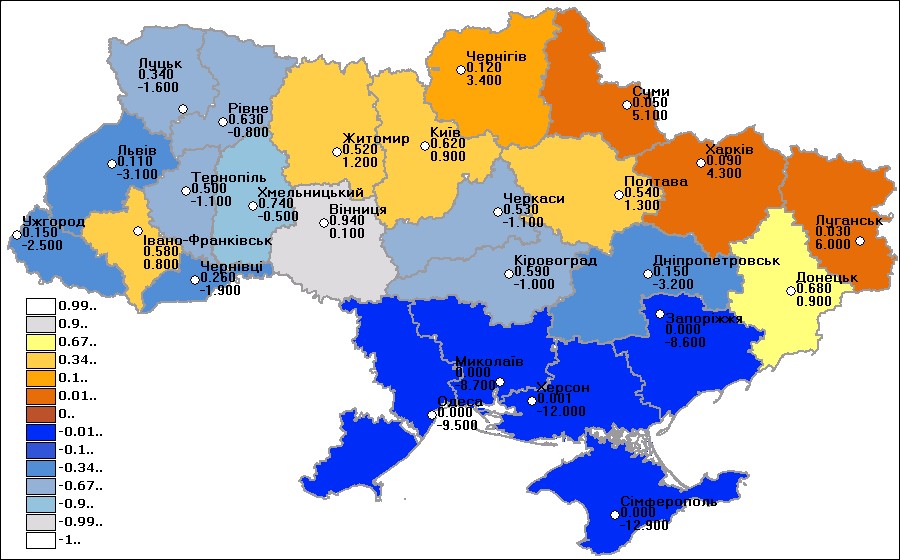 Чернігів
0.120
3.400
Луцьк
0.340
-1.600
Суми
0.050
5.100
Рівне
0.630
-0.800
Житомир
0.520
1.200
Київ
0.620
0.900
Львів
0.110
-3.100
Харків
0.090
4.300
Тернопіль
0.500
-1.100
Хмельницький
0.740
-0.500
Полтава
0.540
1.300
Вінниця
0.940
0.100
Черкаси
0.530
-1.100
Ужгород
0.150
-2.500
Луганськ
0.030
6.000
Івано-Франківськ
0.580
0.800
Чернівці
0.260
-1.900
Кіровоград
0.590
-1.000
Дніпропетровськ
0.150
-3.200
Донецьк
0.680
0.900
Запоріжжя
0.000
-8.600
Миколаїв
0.000
-8.700
Херсон
0.001
-12.000
Одеса
0.000
-9.500
Сімферополь
0.000
-12.900
0.99..
0.9..
0.67..
0.34..
0.1..
0.01..
0..
-0.01..
-0.1..
-0.34..
-0.67..
-0.9..
-0.99..
-1..